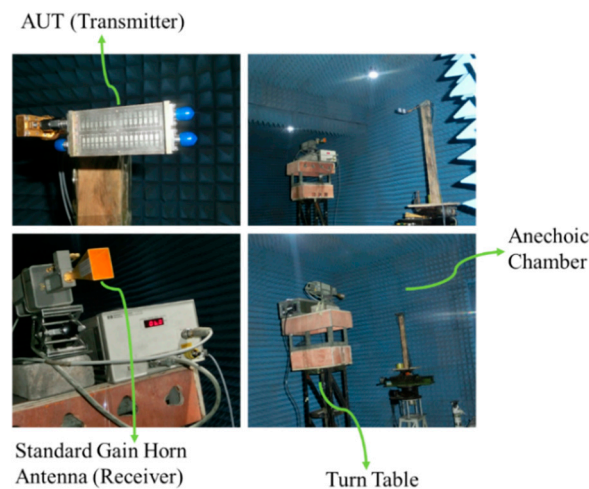 AUT (Transmitter)
Anechoic
Chamber
Standard Gain Horn
Antenna (Receiver)
Turn Table